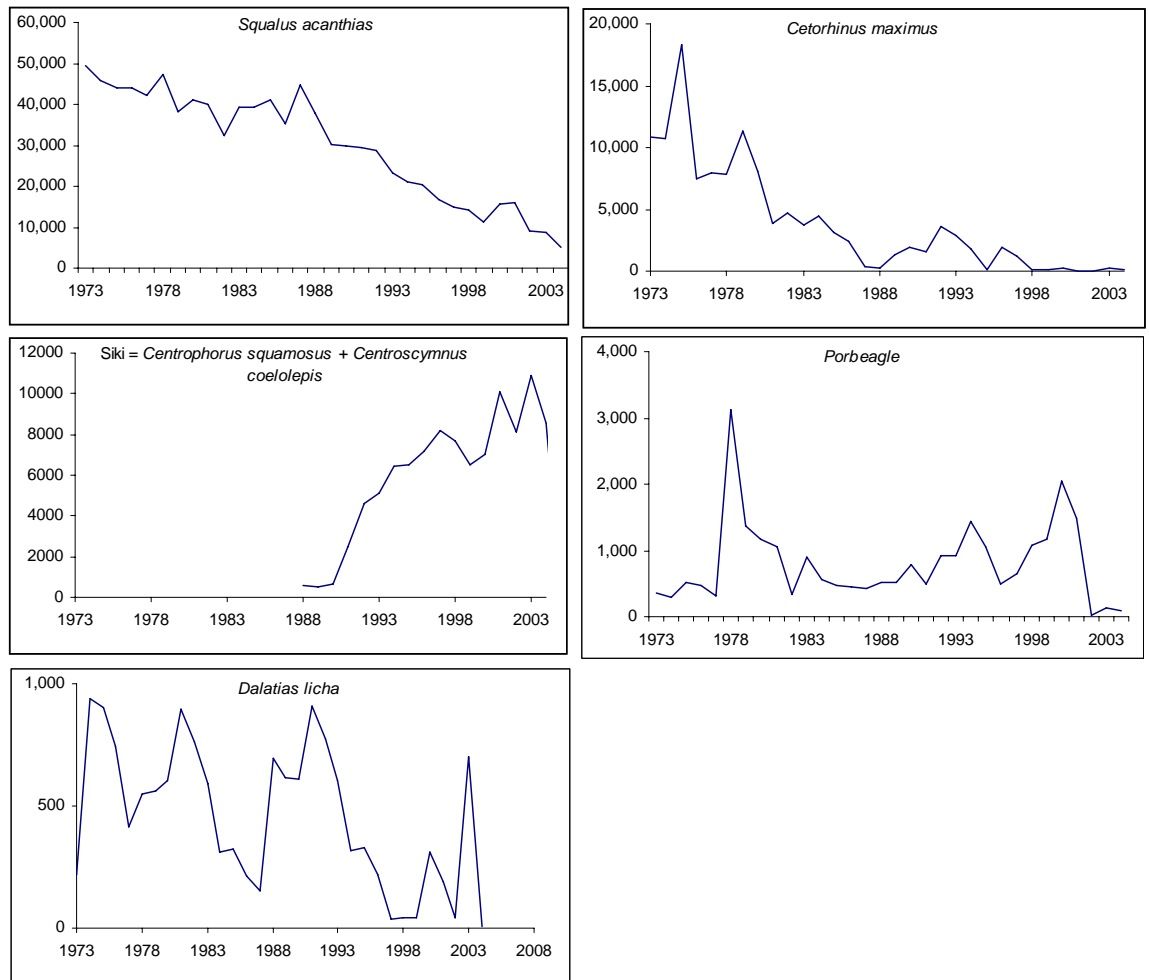 Squalus acanthias
60,000
50,000
40,000
30,000
20,000
10,000
0
1973 1978 1983 1988 1993 1998 2003
Cetorhinus maximus
20,000
15,000
10,000
5,000
0
1973 1978 1983 1988 1993 1998 2003
Siki = Centrophorus squamosus + Centroscymnus
coelolepis
12000
10000
8000
6000
4000
2000
0
1973 1978 1983 1988 1993 1998 2003
Porbeagle
4,000
3,000
2,000
1,000
0
1973 1978 1983 1988 1993 1998 2003
Dalatias licha
1,000
500
0
1973 1978 1983 1988 1993 1998 2003 2008